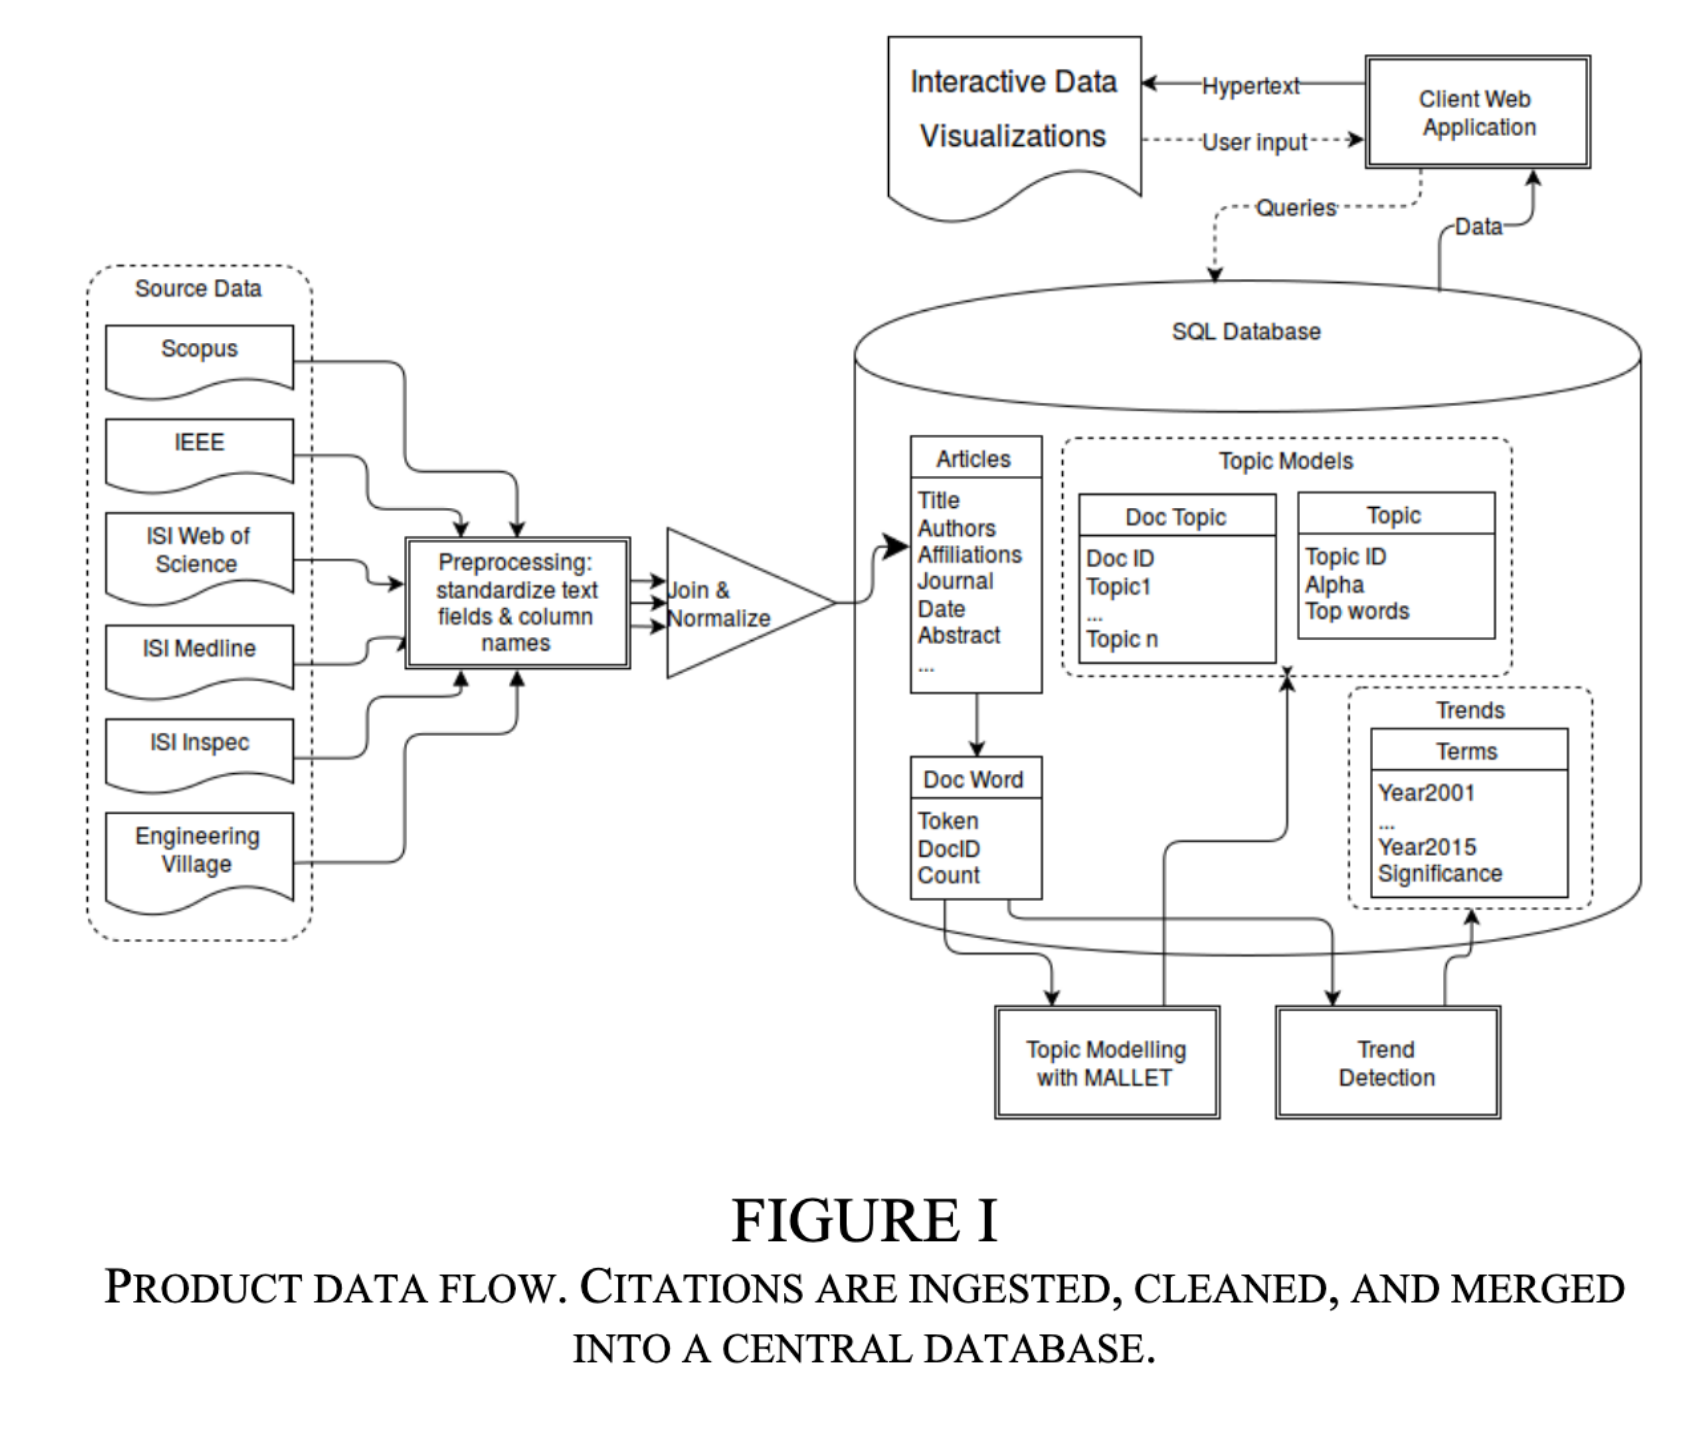 Interactive Data
Visualizations
Hypertext
User input
Client Web
Application
Queries
Data
Source Data
Scopus
IEEE
ISI Web of
Science
ISI Medline
ISI Inspec
Engineering
Village
Preprocessing:
standardize text
fields & column
names
Join &
Normalize
SQL Database
Articles
Title
Authors
Affiliations
Journal
Date
Abstract
...
Doc Word
Token
DocID
Count
Topic Models
Doc Topic
Doc ID
Topic1
...
Topic n
Topic
Topic ID
Alpha
Top words
Trends
Terms
Year2001
...
Year2015
Significance
Topic Modelling
with MALLET
Trend
Detection
FIGURE I
PRODUCT DATA FLOW. CITATIONS ARE INGESTED, CLEANED, AND MERGED
INTO A CENTRAL DATABASE.